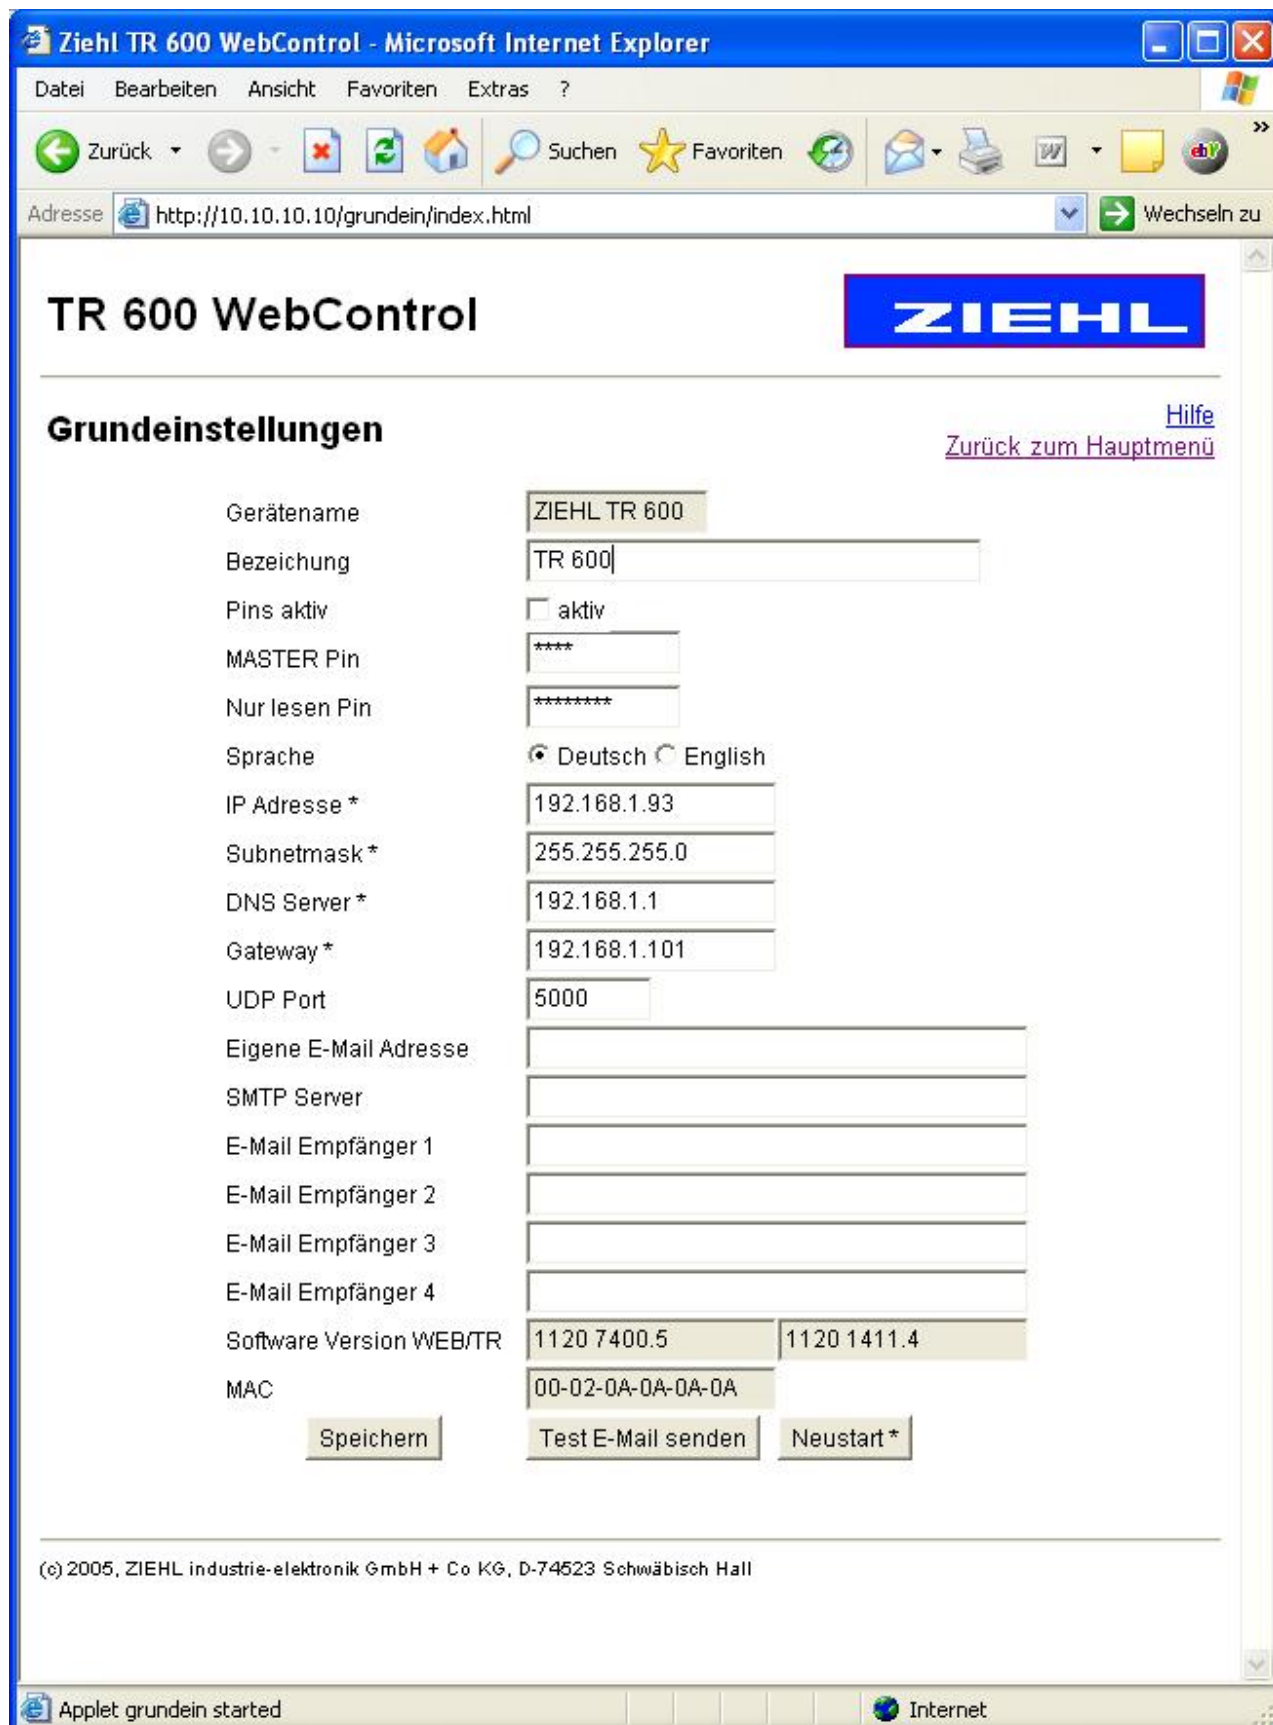 Ziehl TR 600 WebControl - Microsoft Internet Explorer
Datei Bearbeiten Ansicht Favoriten Extras ?
Zurück Suchen Favoriten W ebY »
Adresse http://10.10.10.10/grundein/index.html Wechseln zu
TR 600 WebControl ZIEHL
Grundeinstellungen
Hilfe
Zurück zum Hauptmenü
Gerätename ZIEHL TR 600
Bezeichung TR 600
Pins aktiv aktiv
MASTER Pin ****
Nur lesen Pin ********
Sprache Deutsch English
IP Adresse * 192.168.1.93
Subnetmask * 255.255.255.0
DNS Server * 192.168.1.1
Gateway * 192.168.1.101
UDP Port 5000
Eigene E-Mail Adresse
SMTP Server
E-Mail Empfänger 1
E-Mail Empfänger 2
E-Mail Empfänger 3
E-Mail Empfänger 4
Software Version WEB/TR 1120 7400.5 1120 1411.4
MAC 00-02-0A-0A-0A-0A
Speichern Test E-Mail senden Neustart *
(c) 2005, ZIEHL industrie-elektronik GmbH + Co KG, D-74523 Schwäbisch Hall
Applet grundein started Internet